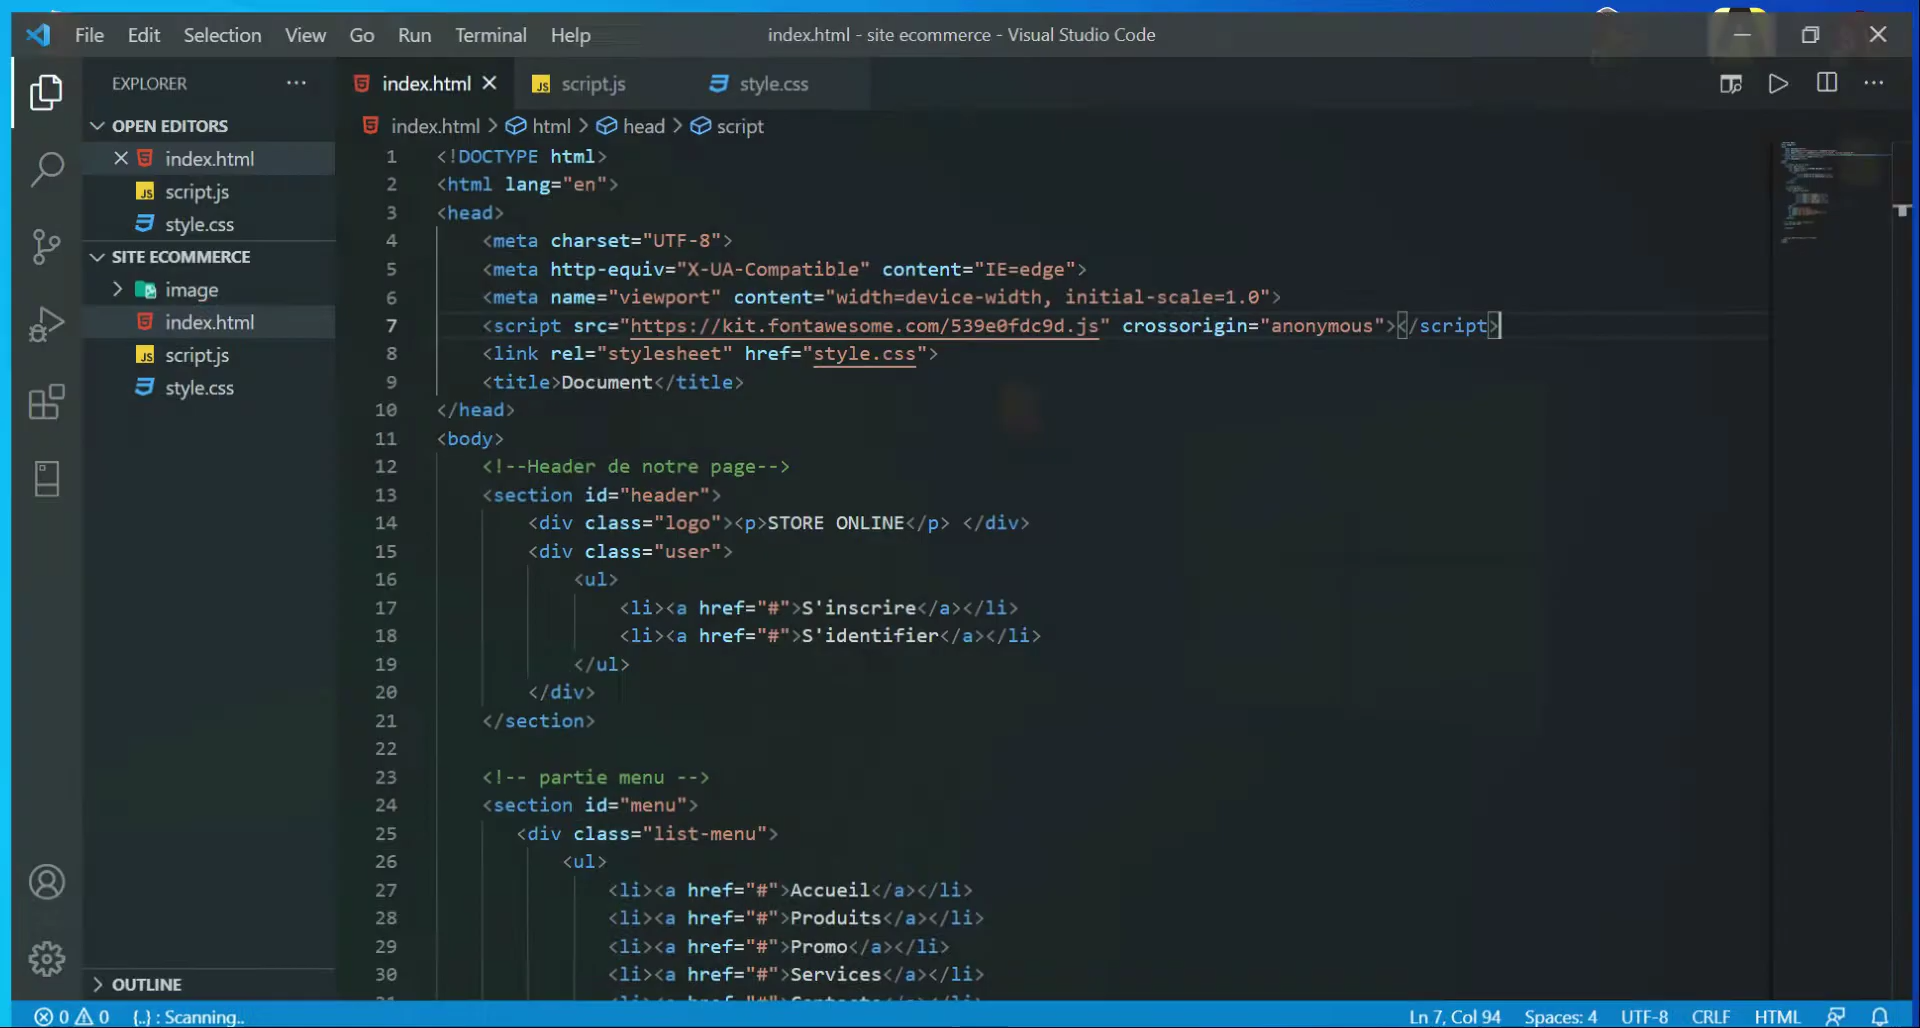 File Edit Selection View Go Run Terminal Help
index.html - site ecommerce - Visual Studio Code
EXPLORER
OPEN EDITORS
index.html
script.js
style.css
SITE ECOMMERCE
image
index.html
script.js
style.css
OUTLINE
index.html script.js style.css
index.html > html > head > script
1 <!DOCTYPE html>
2 <html lang="en">
3 <head>
4 <meta charset="UTF-8">
5 <meta http-equiv="X-UA-Compatible" content="IE=edge">
6 <meta name="viewport" content="width=device-width, initial-scale=1.0">
7 <script src="https://kit.fontawesome.com/539e0fdc9d.js" crossorigin="anonymous"></script>
8 <link rel="stylesheet" href="style.css">
9 <title>Document</title>
10 </head>
11 <body>
12 <!--Header de notre page-->
13 <section id="header">
14 <div class="logo"><p>STORE ONLINE</p> </div>
15 <div class="user">
16 <ul>
17 <li><a href="#">S'inscrire</a></li>
18 <li><a href="#">S'identifier</a></li>
19 </ul>
20 </div>
21 </section>
22
23 <!-- partie menu -->
24 <section id="menu">
25 <div class="list-menu">
26 <ul>
27 <li><a href="#">Accueil</a></li>
28 <li><a href="#">Produits</a></li>
29 <li><a href="#">Promo</a></li>
30 <li><a href="#">Services</a></li>
0 0 {..} : Scanning..
Ln 7, Col 94 Spaces: 4 UTF-8 CRLF HTML